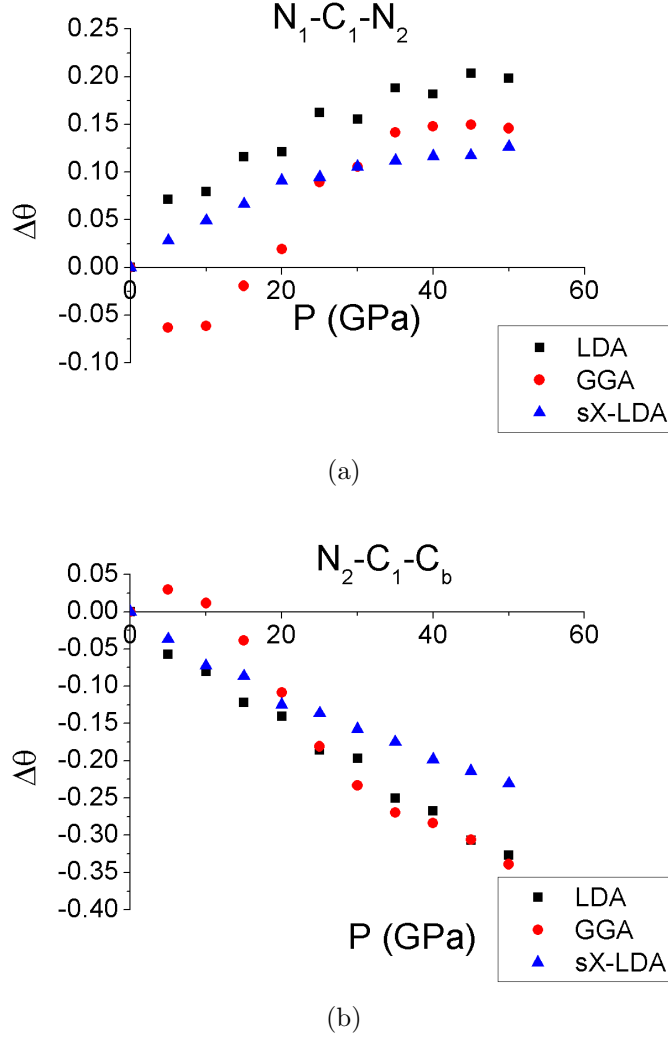 N₁-C₁-N₂
0.25
0.20
0.15
0.10
0.05
0.00
-0.05
-0.10
0 20 40 60
Δθ
P (GPa)
LDA
GGA
sX-LDA
(a)
N₂-C₁-C_b
0.05
0.00
-0.05
-0.10
-0.15
-0.20
-0.25
-0.30
-0.35
-0.40
0 20 40 60
Δθ
P (GPa)
LDA
GGA
sX-LDA
(b)